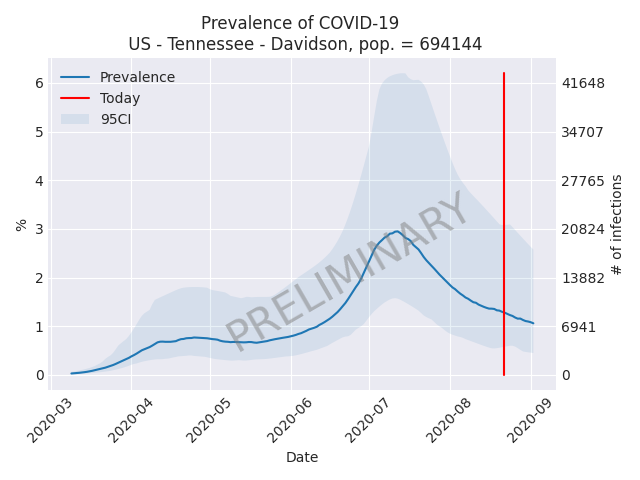 Prevalence of COVID-19
US - Tennessee - Davidson, pop. = 694144
Prevalence
Today
95CI
PRELIMINARY
%
6
5
4
3
2
1
0
41648
34707
27765
20824
13882
6941
0
# of infections
2020-03
2020-04
2020-05
2020-06
2020-07
2020-08
2020-09
Date